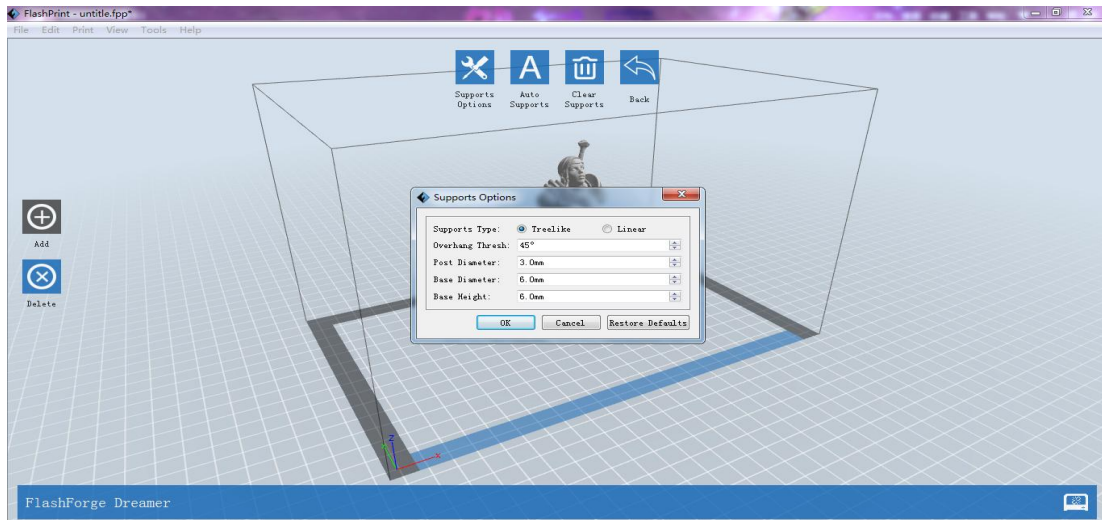 FlashPrint - untitle.fpp*
File Edit Print View Tools Help
A
Supports Options
Auto Supports
Clear Supports
Back
Add
Delete
Supports Options
Supports Type: Treelike Linear
Overhang Thresh: 45°
Post Diameter: 3.0mm
Base Diameter: 6.0mm
Base Height: 6.0mm
OK Cancel Restore Defaults
z
x
FlashForge Dreamer